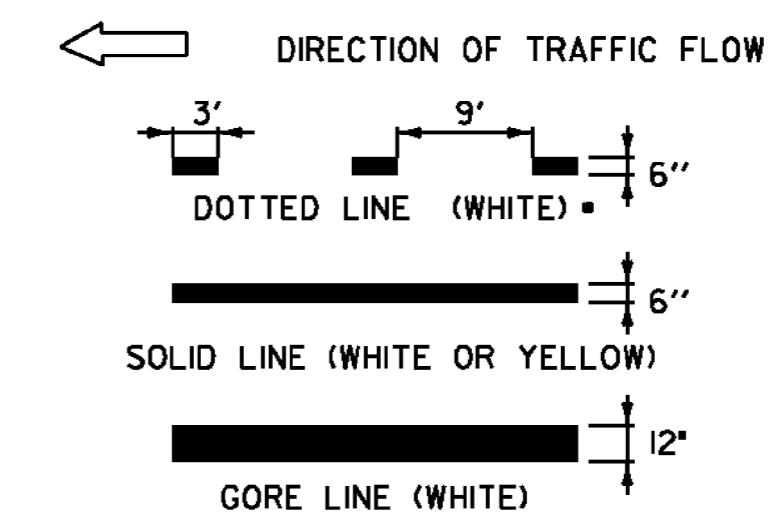 DIRECTION OF TRAFFIC FLOW
3' 9'
6''
DOTTED LINE (WHITE) ▪
6''
SOLID LINE (WHITE OR YELLOW)
12"
GORE LINE (WHITE)